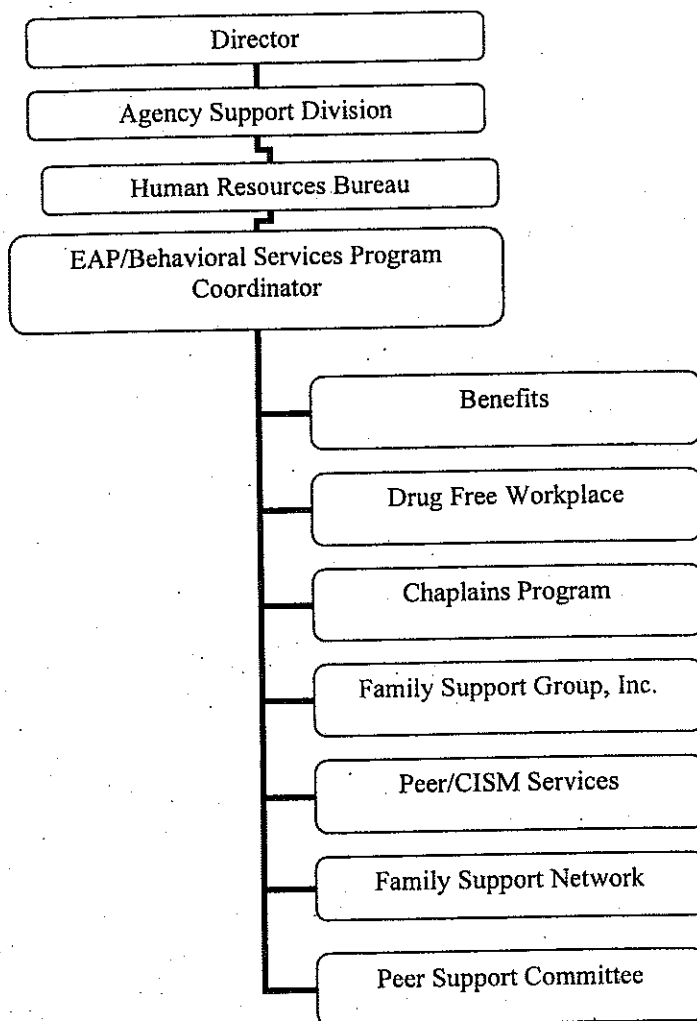 Director
Agency Support Division
Human Resources Bureau
EAP/Behavioral Services Program
Coordinator
Benefits
Drug Free Workplace
Chaplains Program
Family Support Group, Inc.
Peer/CISM Services
Family Support Network
Peer Support Committee